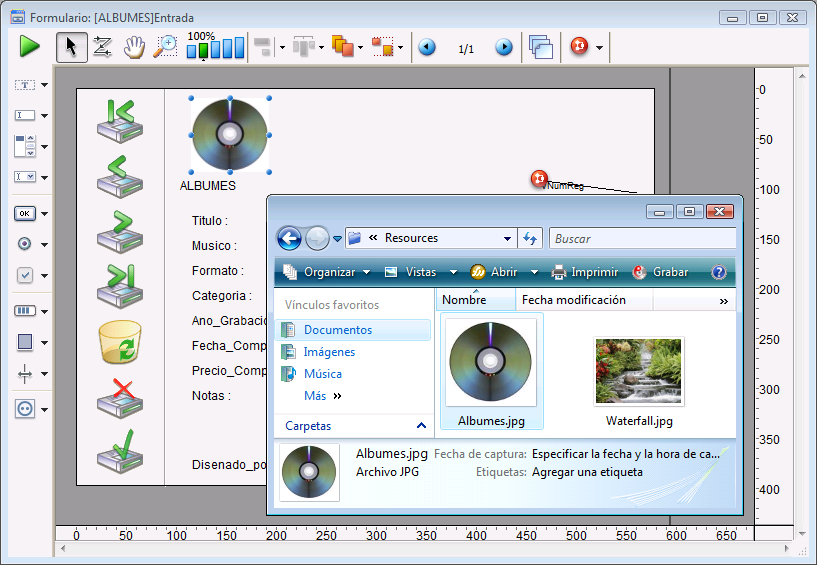 Formulario: [ALBUMES]Entrada
100%
1/1
OK
ALBUMES
Titulo :
Musico :
Formato :
Categoria :
Ano_Grabacio
Fecha_Comp
Precio_Comp
Notas :
Disenado_po
VNumReg
Resources
Buscar
Organizar Vistas Abrir Imprimir Grabar
Vínculos favoritos
Documentos
Imágenes
Música
Más »
Carpetas
Nombre Fecha modificación »
Albumes.jpg
Waterfall.jpg
Albumes.jpg Fecha de captura: Especificar la fecha y la hora de ca...
Archivo JPG Etiquetas: Agregar una etiqueta
0
50
100
150
200
250
300
350
400
0 50 100 150 200 250 300 350 400 450 500 550 600 650